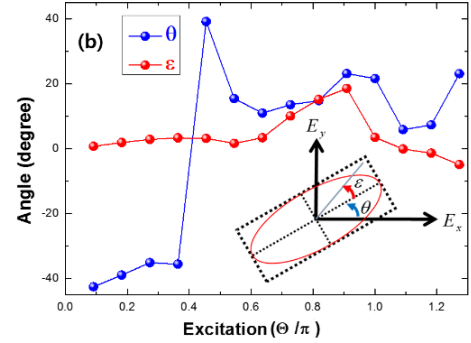 (b)
θ
ε
40
20
0
-20
-40
Angle (degree)
E_y
ε
θ
E_x
0.0 0.2 0.4 0.6 0.8 1.0 1.2
Excitation (Θ/π)